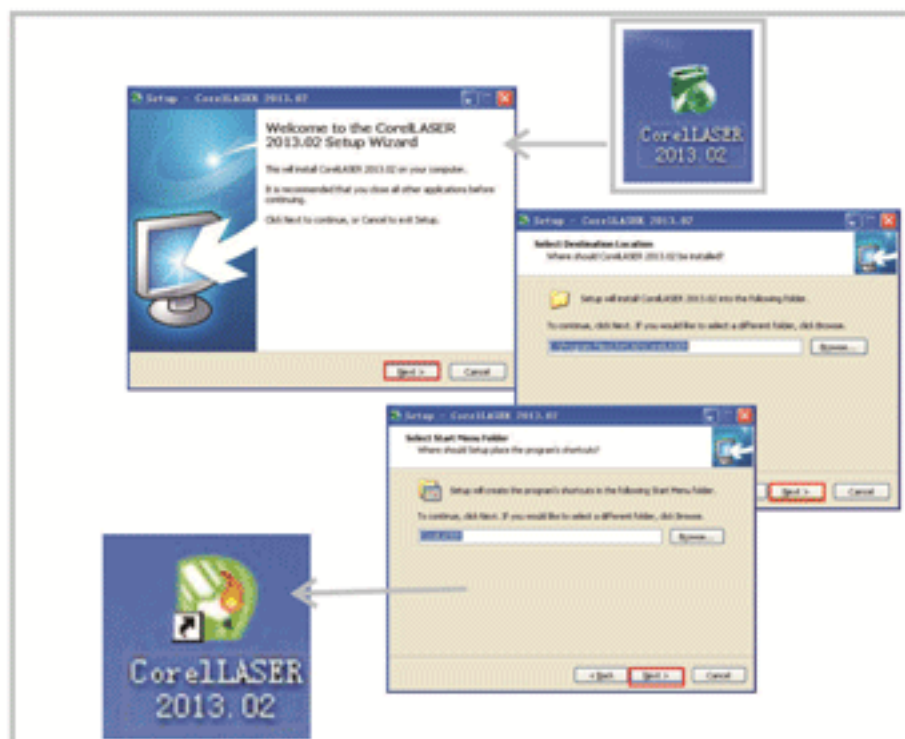 CorelLASER
2013.02
Setup - CorelLASER 2013.02
Welcome to the CorelLASER
2013.02 Setup Wizard
This will install CorelLASER 2013.02 on your computer.
It is recommended that you close all other applications before
continuing.
Click Next to continue, or Cancel to exit Setup.
Next >
Cancel
Setup - CorelLASER 2013.02
Select Destination Location
Where should CorelLASER 2013.02 be installed?
Setup will install CorelLASER 2013.02 into the following folder.
To continue, click Next. If you would like to select a different folder, click Browse.
Browse...
Next >
Cancel
Setup - CorelLASER 2013.02
Select Start Menu Folder
Where should Setup place the program's shortcuts?
Setup will create the program's shortcuts in the following Start Menu folder.
To continue, click Next. If you would like to select a different folder, click Browse.
CorelLASER
Browse...
< Back
Next >
Cancel
CorelLASER
2013.02